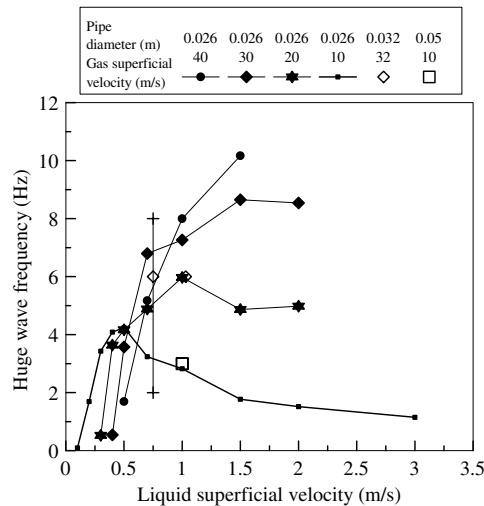 Pipe
diameter (m) 0.026 0.026 0.026 0.026 0.032 0.05
Gas superficial 40 30 20 10 32 10
velocity (m/s)
12
10
8
6
4
2
0
Huge wave frequency (Hz)
0 0.5 1 1.5 2 2.5 3 3.5
Liquid superficial velocity (m/s)